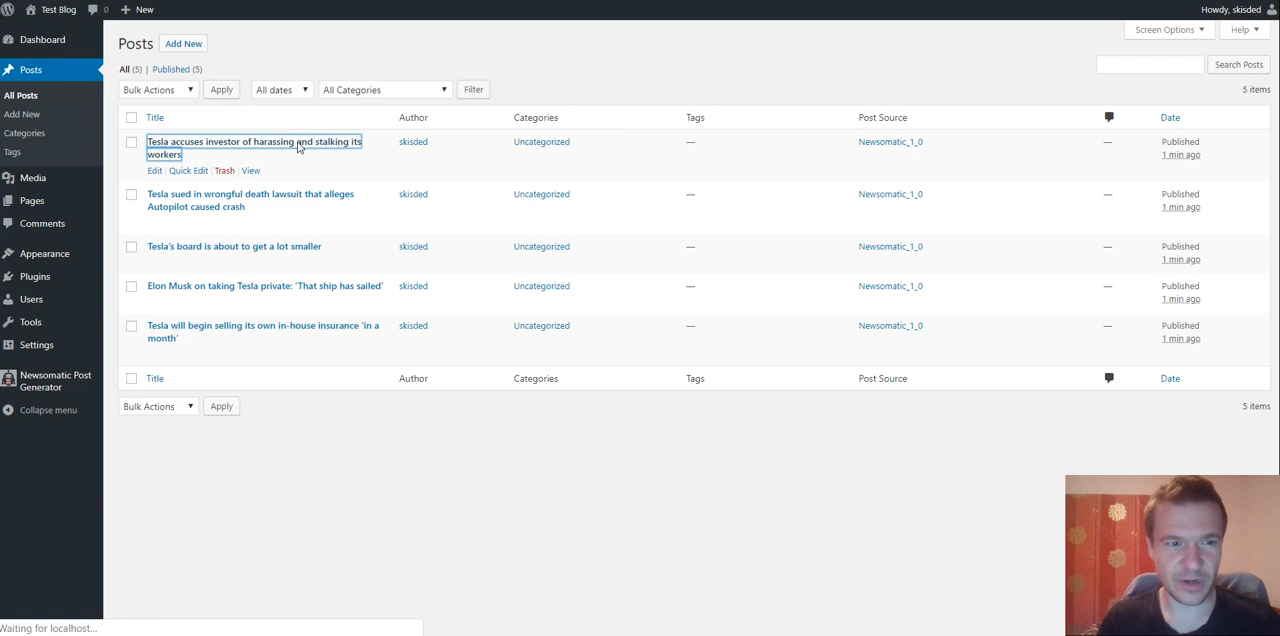 Test Blog 0 New Howdy, skisded
Dashboard
Posts
All Posts
Add New
Categories
Tags
Media
Pages
Comments
Appearance
Plugins
Users
Tools
Settings
Newsomatic Post
Generator
Collapse menu
Screen Options ▼ Help ▼
Posts Add New
All (5) | Published (5)
Search Posts
Bulk Actions ▼ Apply All dates ▼ All Categories ▼ Filter 5 items
Title Author Categories Tags Post Source Date
Tesla accuses investor of harassing and stalking its skisded Uncategorized — Newsomatic_1_0 — Published
workers 1 min ago
Edit | Quick Edit | Trash | View
Tesla sued in wrongful death lawsuit that alleges skisded Uncategorized — Newsomatic_1_0 — Published
Autopilot caused crash 1 min ago
Tesla's board is about to get a lot smaller skisded Uncategorized — Newsomatic_1_0 — Published
1 min ago
Elon Musk on taking Tesla private: 'That ship has sailed' skisded Uncategorized — Newsomatic_1_0 — Published
1 min ago
Tesla will begin selling its own in-house insurance 'in a skisded Uncategorized — Newsomatic_1_0 — Published
month' 1 min ago
Title Author Categories Tags Post Source Date
Bulk Actions ▼ Apply 5 items
Waiting for localhost...